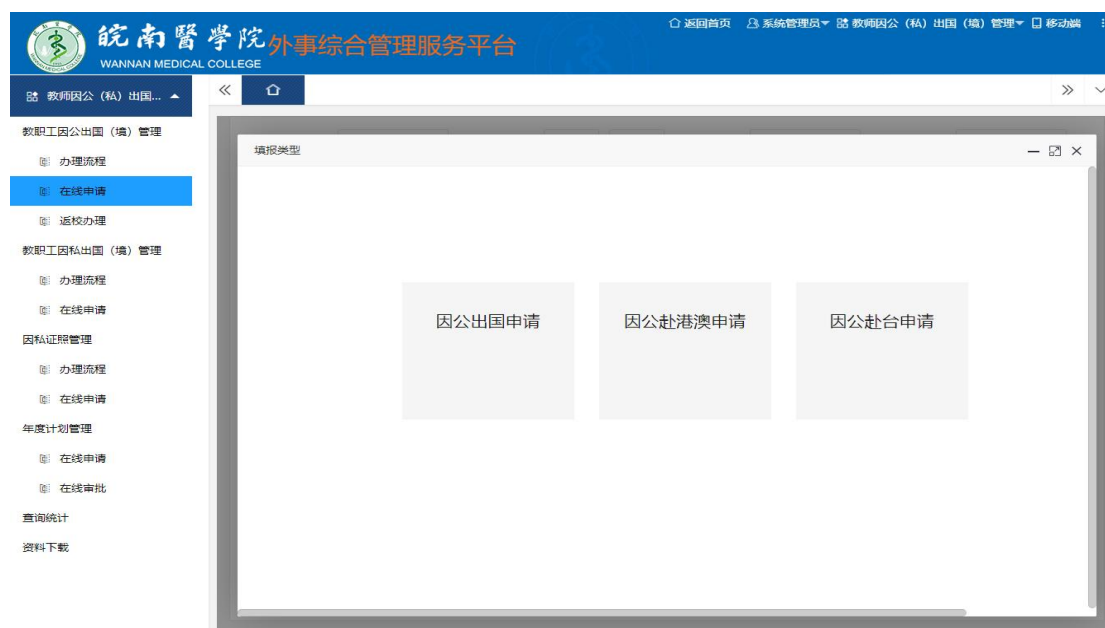 皖南醫學院外事综合管理服务平台
WANNAN MEDICAL COLLEGE
返回首页 系统管理员 教师因公（私）出国（境）管理 移动端
教师因公（私）出国...
教职工因公出国（境）管理
办理流程
在线申请
返校办理
教职工因私出国（境）管理
办理流程
在线申请
因私证照管理
办理流程
在线申请
年度计划管理
在线申请
在线审批
查询统计
资料下载
填报类型
因公出国申请 因公赴港澳申请 因公赴台申请